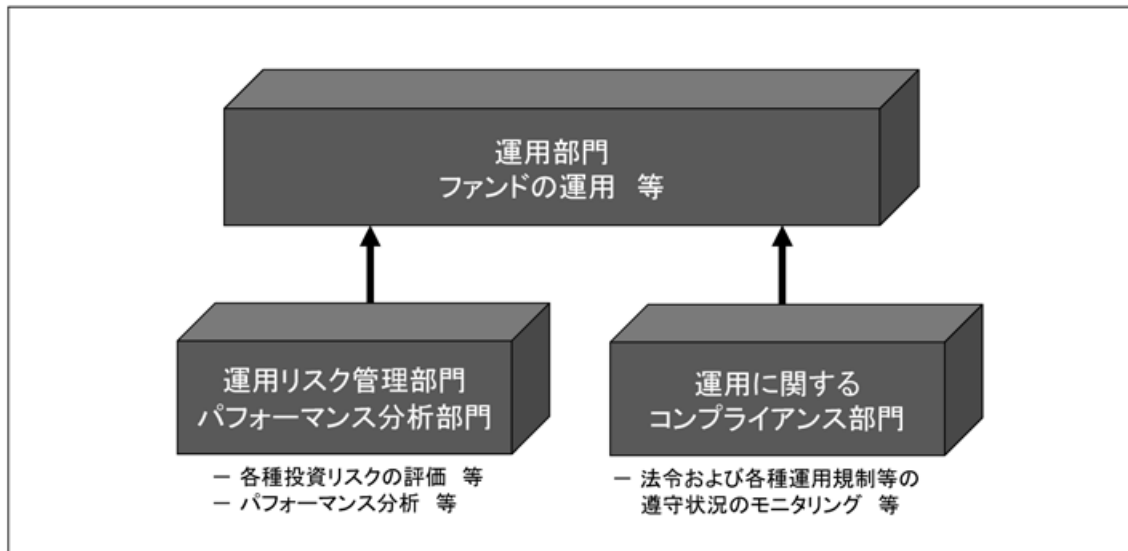 運用部門
ファンドの運用 等
運用リスク管理部門
パフォーマンス分析部門
－ 各種投資リスクの評価 等
－ パフォーマンス分析 等
運用に関する
コンプライアンス部門
－ 法令および各種運用規制等の
遵守状況のモニタリング 等